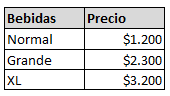 Bebidas Precio
Normal $1.200
Grande $2.300
XL $3.200